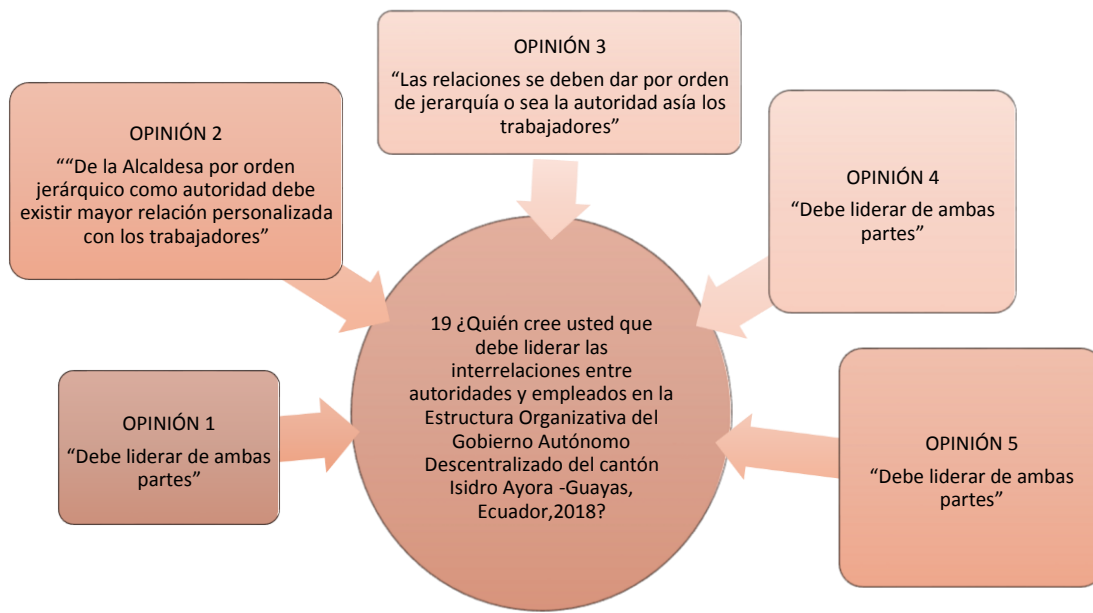 OPINIÓN 3
“Las relaciones se deben dar por orden
de jerarquía o sea la autoridad asía los
trabajadores”
OPINIÓN 2
““De la Alcaldesa por orden
jerárquico como autoridad debe
existir mayor relación personalizada
con los trabajadores”
OPINIÓN 4
“Debe liderar de ambas
partes”
19 ¿Quién cree usted que
debe liderar las
interrelaciones entre
autoridades y empleados en la
Estructura Organizativa del
Gobierno Autónomo
Descentralizado del cantón
Isidro Ayora -Guayas,
Ecuador,2018?
OPINIÓN 1
“Debe liderar de ambas
partes”
OPINIÓN 5
“Debe liderar de ambas
partes”